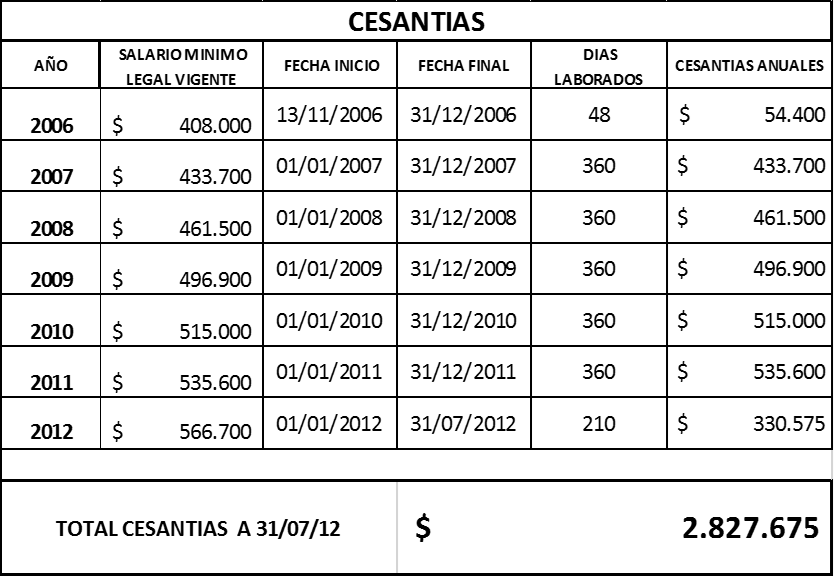 CESANTIAS
AÑO SALARIO MINIMO LEGAL VIGENTE FECHA INICIO FECHA FINAL DIAS LABORADOS CESANTIAS ANUALES
2006 $ 408.000 13/11/2006 31/12/2006 48 $ 54.400
2007 $ 433.700 01/01/2007 31/12/2007 360 $ 433.700
2008 $ 461.500 01/01/2008 31/12/2008 360 $ 461.500
2009 $ 496.900 01/01/2009 31/12/2009 360 $ 496.900
2010 $ 515.000 01/01/2010 31/12/2010 360 $ 515.000
2011 $ 535.600 01/01/2011 31/12/2011 360 $ 535.600
2012 $ 566.700 01/01/2012 31/07/2012 210 $ 330.575
TOTAL CESANTIAS A 31/07/12 $ 2.827.675